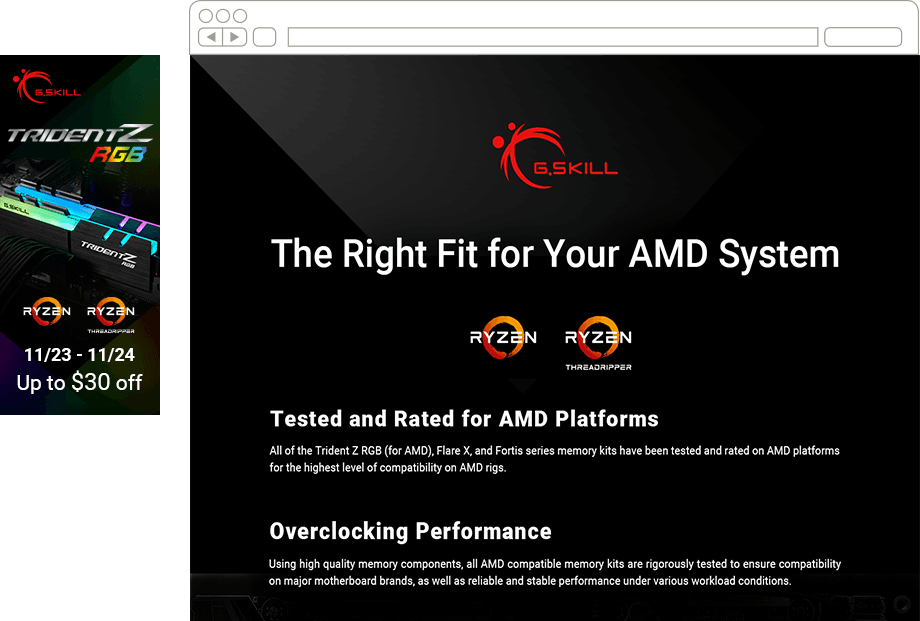 G.SKILL
TRIDENTZ
RGB
G.SKILL
TRIDENTZ
RGB
RYZEN RYZEN
THREADRIPPER
11/23 - 11/24
Up to $30 off
G.SKILL
The Right Fit for Your AMD System
RYZEN RYZEN
THREADRIPPER
Tested and Rated for AMD Platforms
All of the Trident Z RGB (for AMD), Flare X, and Fortis series memory kits have been tested and rated on AMD platforms
for the highest level of compatibility on AMD rigs.
Overclocking Performance
Using high quality memory components, all AMD compatible memory kits are rigorously tested to ensure compatibility
on major motherboard brands, as well as reliable and stable performance under various workload conditions.